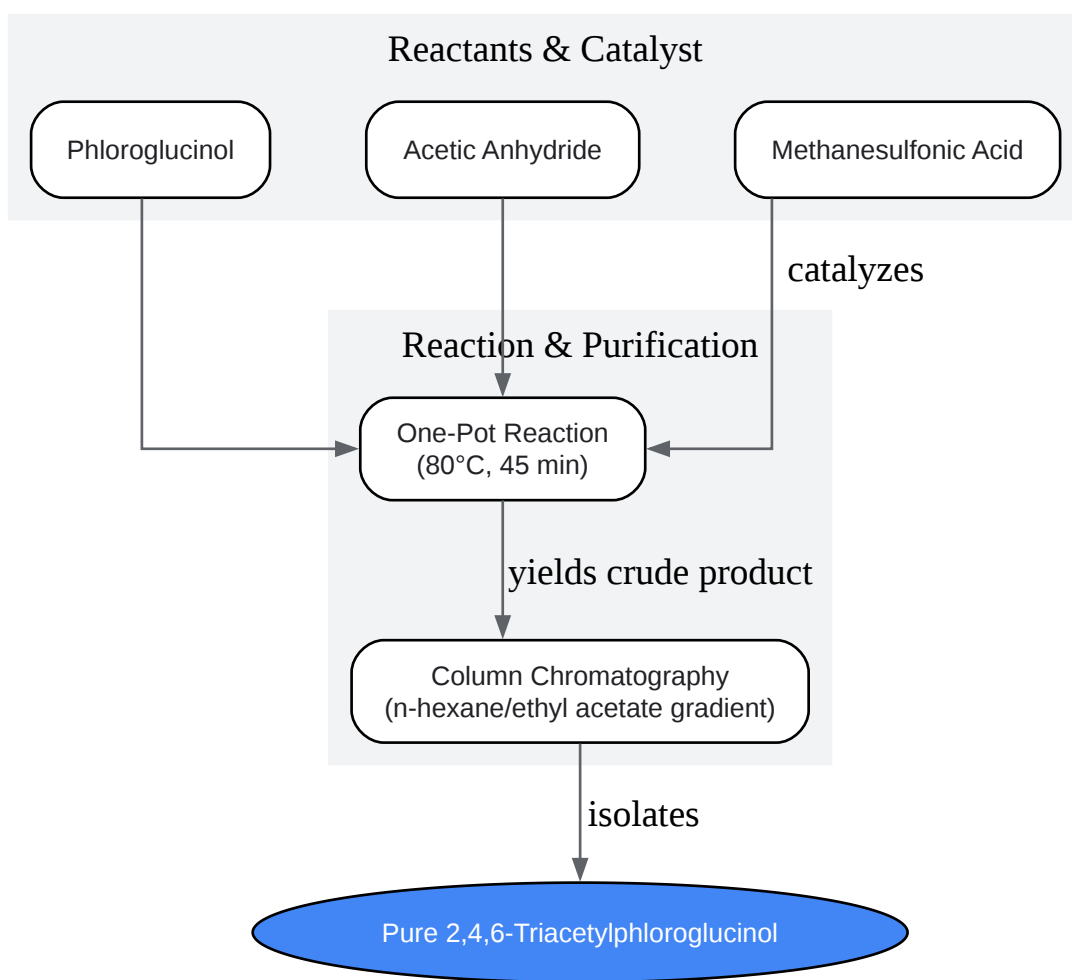 Reactants & Catalyst
Phloroglucinol
Acetic Anhydride
Methanesulfonic Acid
catalyzes
Reaction & Purification
One-Pot Reaction
(80°C, 45 min)
yields crude product
Column Chromatography
(n-hexane/ethyl acetate gradient)
isolates
Pure 2,4,6-Triacetylphloroglucinol